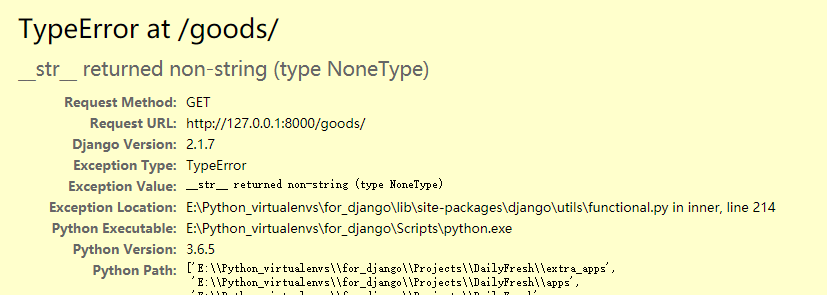 TypeError at /goods/
__str__ returned non-string (type NoneType)
Request Method: GET
Request URL: http://127.0.0.1:8000/goods/
Django Version: 2.1.7
Exception Type: TypeError
Exception Value: __str__ returned non-string (type NoneType)
Exception Location: E:\Python_virtualenvs\for_django\lib\site-packages\django\utils\functional.py in inner, line 214
Python Executable: E:\Python_virtualenvs\for_django\Scripts\python.exe
Python Version: 3.6.5
Python Path: ['E:\\Python_virtualenvs\\for_django\\Projects\\DailyFresh\\extra_apps',
'E:\\Python_virtualenvs\\for_django\\Projects\\DailyFresh\\apps',
'E:\\Python_virtualenvs\\for_django\\Projects\\DailyFresh',